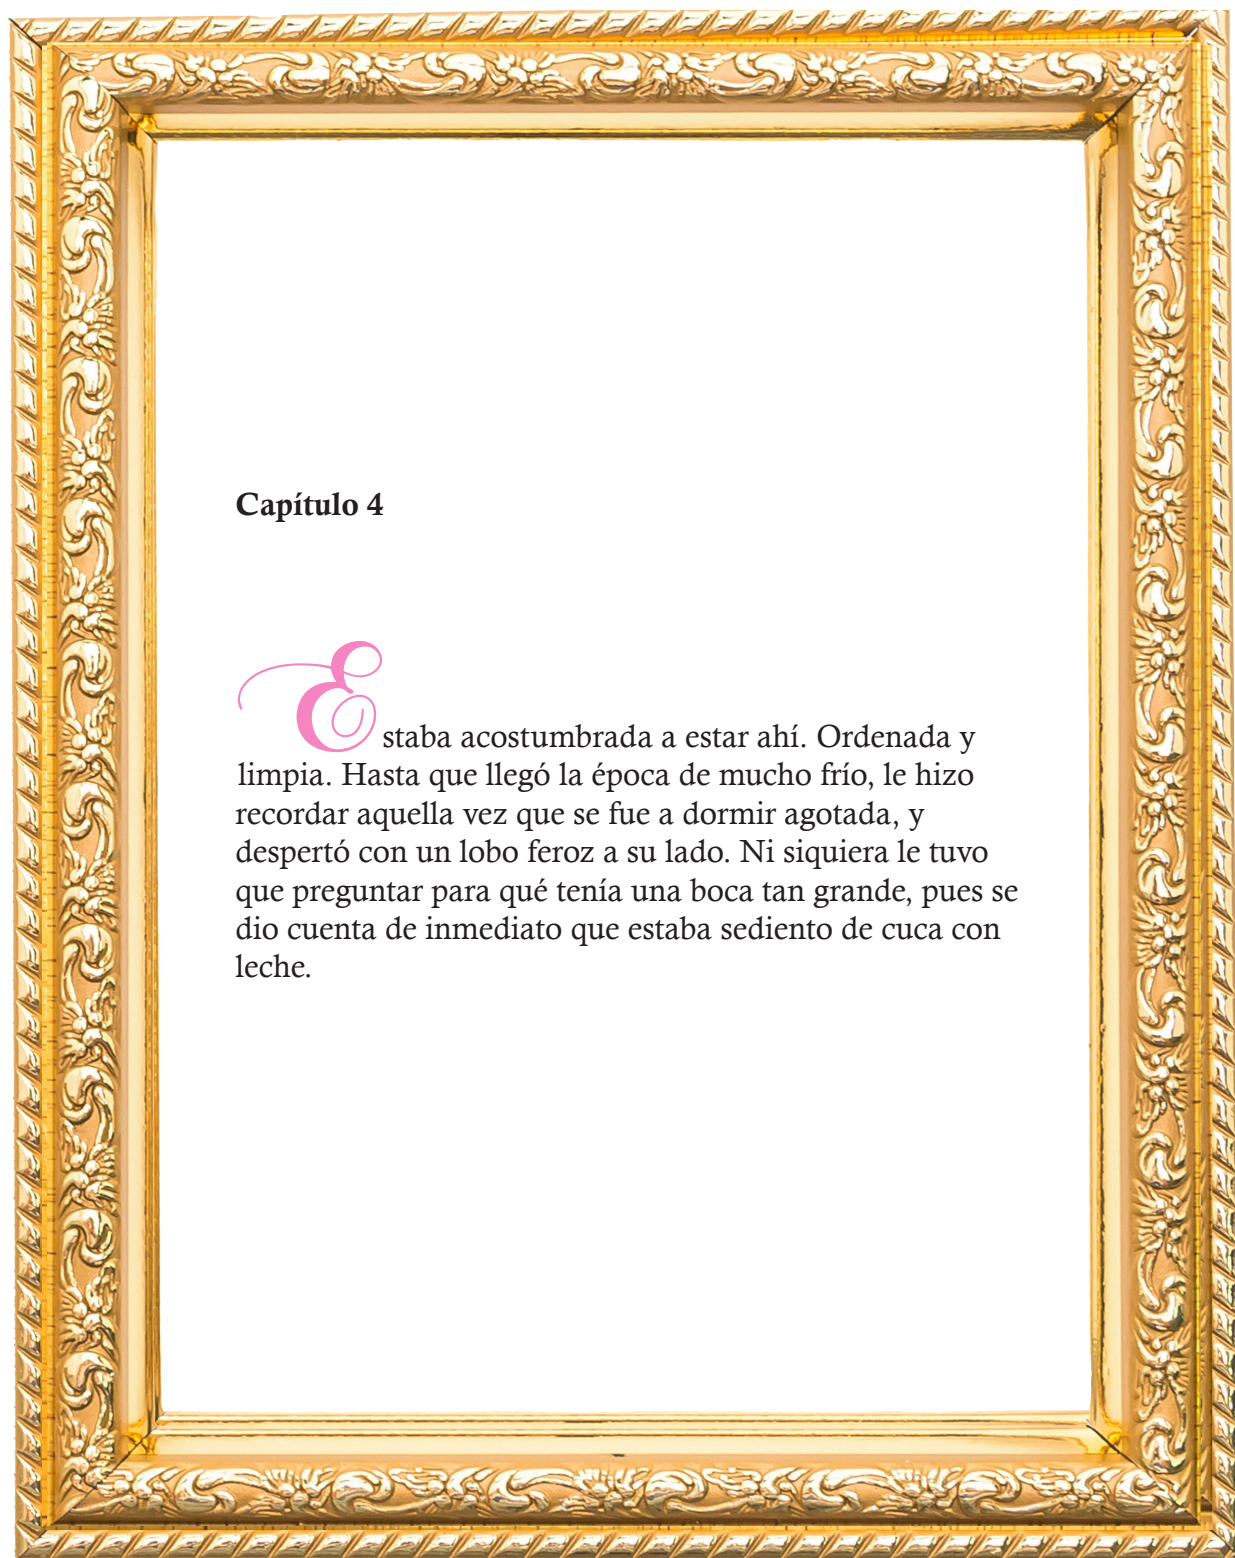 Capítulo 4
Estaba acostumbrada a estar ahí. Ordenada y
limpia. Hasta que llegó la época de mucho frío, le hizo
recordar aquella vez que se fue a dormir agotada, y
despertó con un lobo feroz a su lado. Ni siquiera le tuvo
que preguntar para qué tenía una boca tan grande, pues se
dio cuenta de inmediato que estaba sediento de cuca con
leche.